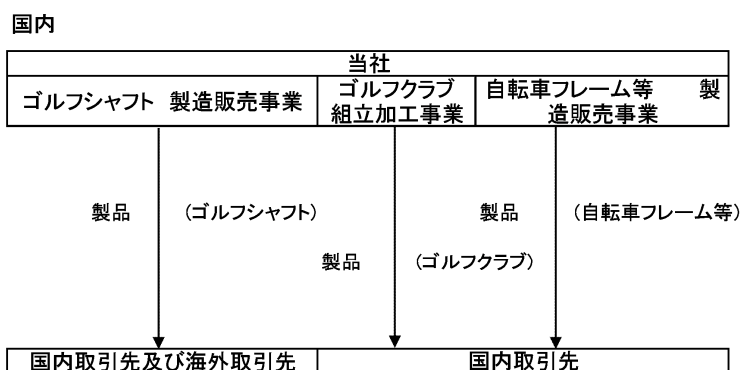 国内
当社
ゴルフシャフト 製造販売事業
ゴルフクラブ
組立加工事業
自転車フレーム等 製
造販売事業
製品 (ゴルフシャフト)
製品 (自転車フレーム等)
製品 (ゴルフクラブ)
国内取引先及び海外取引先
国内取引先